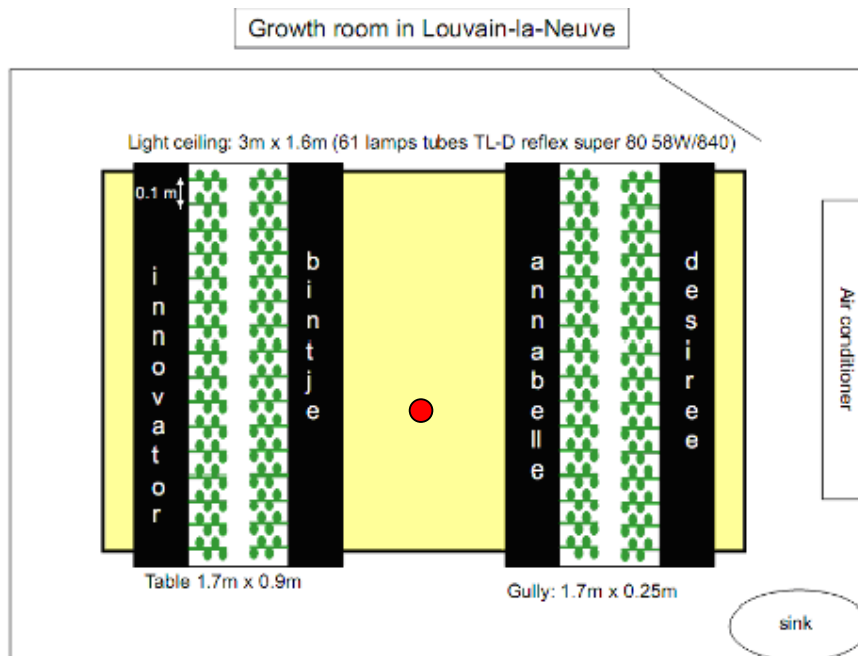 Growth room in Louvain-la-Neuve
Light ceiling: 3m x 1.6m (61 lamps tubes TL-D reflex super 80 58W/840)
0.1 m
innovator
bintje
annabelle
desiree
Air conditioner
Table 1.7m x 0.9m
Gully: 1.7m x 0.25m
sink